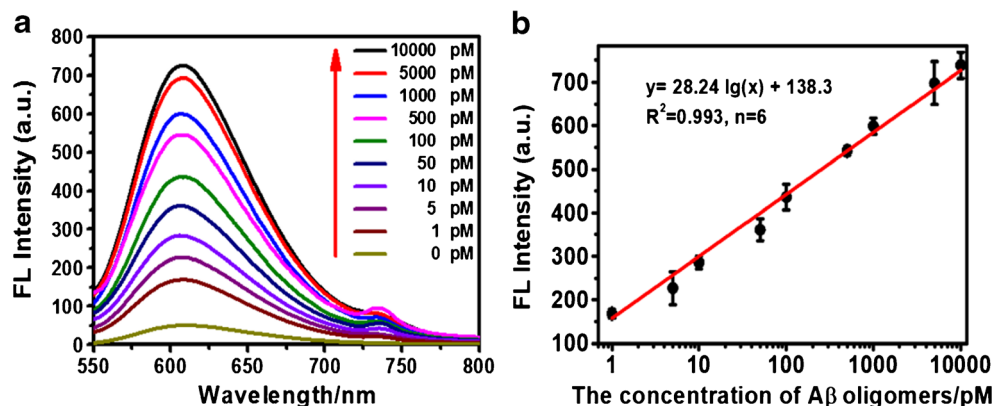 a
FL Intensity (a.u.)
800
700
600
500
400
300
200
100
0
10000 pM
5000 pM
1000 pM
500 pM
100 pM
50 pM
10 pM
5 pM
1 pM
0 pM
550 600 650 700 750 800
Wavelength/nm
b
FL Intensity (a.u.)
700
600
500
400
300
200
100
y= 28.24 lg(x) + 138.3
R²=0.993, n=6
1 10 100 1000 10000
The concentration of Aβ oligomers/pM